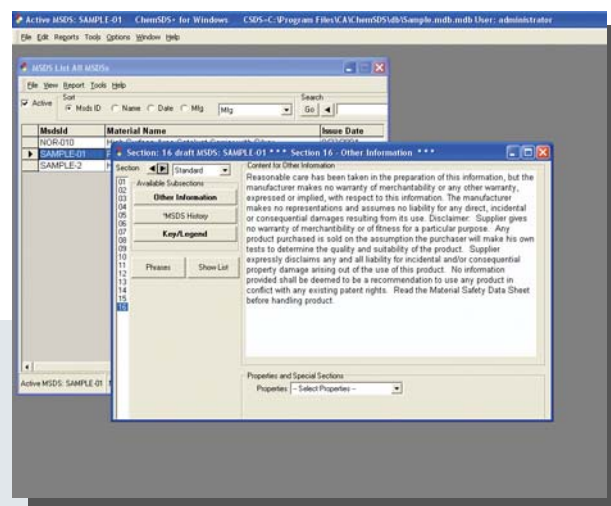 Active MSDS: SAMPLE-01 ChemSDS+ for Windows CSDS~C:\Program Files\CA\ChemSDS\db\Sample.mdb.mdb User: administrator
File Edit Reports Tools Options Window Help
MSDS List All MSDSs
File View Report Tools Help
Active Sort Msds ID Name Date Mfg Mfg Search Go
MsdsId Material Name Issue Date
NOR-010
SAMPLE-01
SAMPLE-2
Active MSDS: SAMPLE-01
Section: 16 draft MSDS: SAMPLE-01 * * * Section 16 - Other Information * * *
Section Standard
01
02
03
04
05
06
07
08
09
10
11
12
13
14
15
16
Available Subsections
Other Information
*MSDS History
Key/Legend
Phrases Show List
Content for Other Information
Reasonable care has been taken in the preparation of this information, but the
manufacturer makes no warranty of merchantability or any other warranty,
expressed or implied, with respect to this information. The manufacturer
makes no representations and assumes no liability for any direct, incidental
or consequential damages resulting from its use. Disclaimer: Supplier gives
no warranty of merchantability or of fitness for a particular purpose. Any
product purchased is sold on the assumption the purchaser will make his own
tests to determine the quality and suitability of the product. Supplier
expressly disclaims any and all liability for incidental and/or consequential
property damage arising out of the use of this product. No information
provided shall be deemed to be a recommendation to use any product in
conflict with any existing patent rights. Read the Material Safety Data Sheet
before handling product.
Properties and Special Sections
Properties: -- Select Properties --